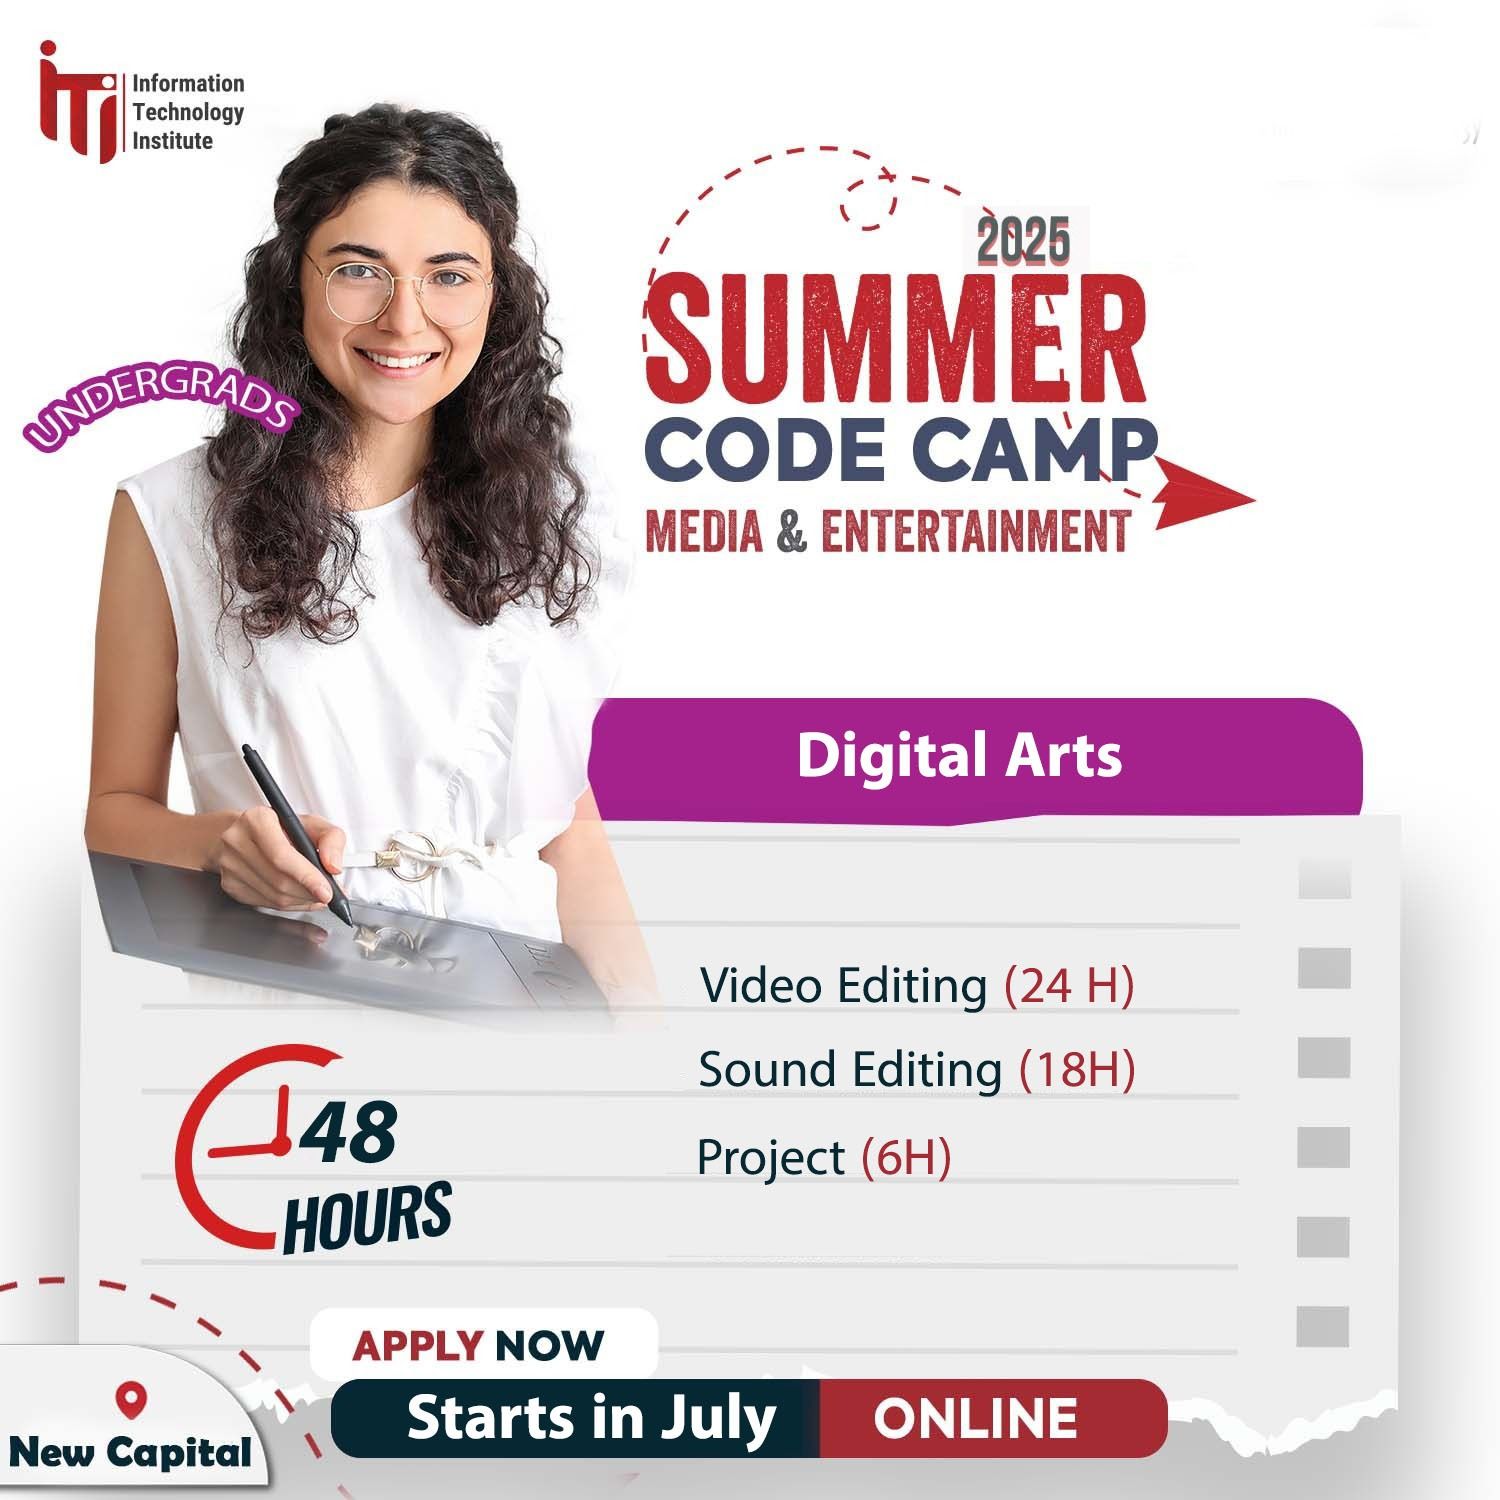 iTi
Information
Technology
Institute
UNDERGRADS
2025
SUMMER
CODE CAMP
MEDIA & ENTERTAINMENT
Digital Arts
Video Editing (24 H)
Sound Editing (18H)
Project (6H)
48
HOURS
APPLY NOW
Starts in July
ONLINE
New Capital